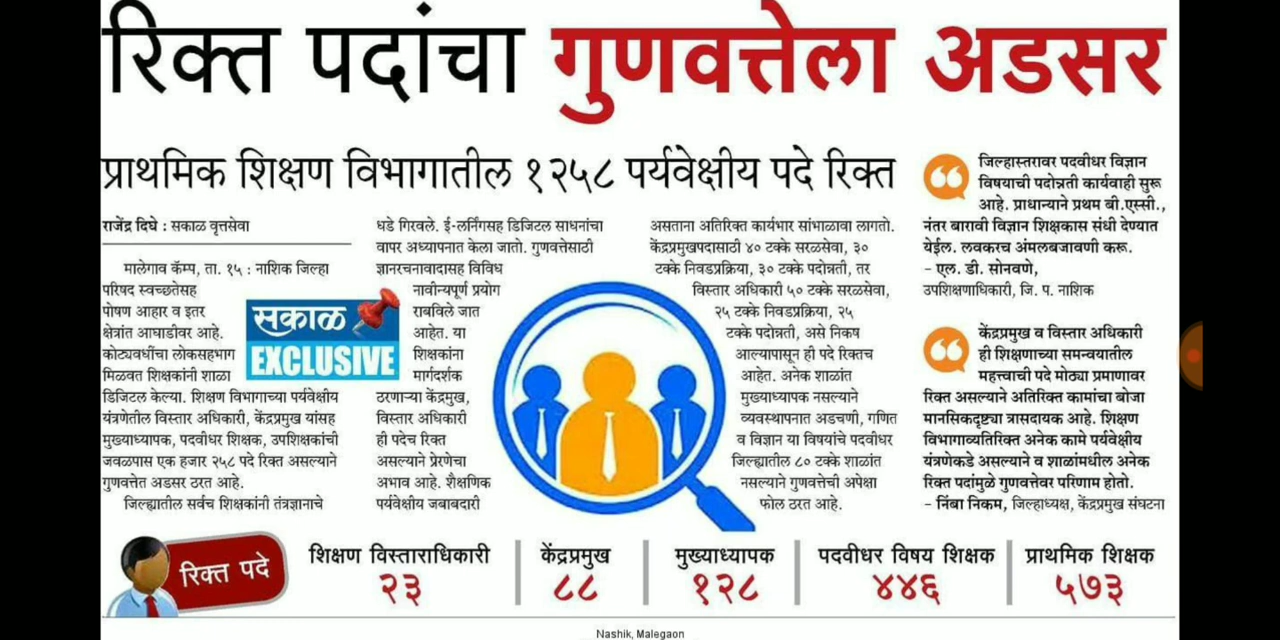 रिक्त पदांचा गुणवत्तेला अडसर
प्राथमिक शिक्षण विभागातील १२५८ पर्यवेक्षीय पदे रिक्त
राजेंद्र दिघे : सकाळ वृत्तसेवा
मालेगाव कॅम्प, ता. १५ : नाशिक जिल्हा
परिषद स्वच्छतेसह
पोषण आहार व इतर
क्षेत्रांत आघाडीवर आहे.
कोट्यवधींचा लोकसहभाग
मिळवत शिक्षकांनी शाळा
डिजिटल केल्या. शिक्षण विभागाच्या पर्यवेक्षीय
यंत्रणेतील विस्तार अधिकारी, केंद्रप्रमुख यांसह
मुख्याध्यापक, पदवीधर शिक्षक, उपशिक्षकांची
जवळपास एक हजार २५८ पदे रिक्त असल्याने
गुणवत्तेत अडसर ठरत आहे.
जिल्ह्यातील सर्वच शिक्षकांनी तंत्रज्ञानाचे
सकाळ
EXCLUSIVE
धडे गिरवले. ई-लर्निंगसह डिजिटल साधनांचा
वापर अध्यापनात केला जातो. गुणवत्तेसाठी
ज्ञानरचनावादासह विविध
नावीन्यपूर्ण प्रयोग
राबविले जात
आहेत. या
शिक्षकांना
मार्गदर्शक
ठरणाऱ्या केंद्रमुख,
विस्तार अधिकारी
ही पदेच रिक्त
असल्याने प्रेरणेचा
अभाव आहे. शैक्षणिक
पर्यवेक्षीय जबाबदारी
असताना अतिरिक्त कार्यभार सांभाळावा लागतो.
केंद्रप्रमुखपदासाठी ४० टक्के सरळसेवा, ३०
टक्के निवडप्रक्रिया, ३० टक्के पदोन्नती, तर
विस्तार अधिकारी ५० टक्के सरळसेवा,
२५ टक्के निवडप्रक्रिया, २५
टक्के पदोन्नती, असे निकष
आल्यापासून ही पदे रिक्तच
आहेत. अनेक शाळांत
मुख्याध्यापक नसल्याने
व्यवस्थापनात अडचणी, गणित
व विज्ञान या विषयांचे पदवीधर
जिल्ह्यातील ८० टक्के शाळांत
नसल्याने गुणवत्तेची अपेक्षा
फोल ठरत आहे.
जिल्हास्तरावर पदवीधर विज्ञान
विषयाची पदोन्नती कार्यवाही सुरू
आहे. प्राधान्याने प्रथम बी.एस्सी.,
नंतर बारावी विज्ञान शिक्षकास संधी देण्यात
येईल. लवकरच अंमलबजावणी करू.
- एल. डी. सोनवणे,
उपशिक्षणाधिकारी, जि. प. नाशिक
केंद्रप्रमुख व विस्तार अधिकारी
ही शिक्षणाच्या समन्वयातील
महत्त्वाची पदे मोठ्या प्रमाणावर
रिक्त असल्याने अतिरिक्त कामांचा बोजा
मानसिकदृष्ट्या त्रासदायक आहे. शिक्षण
विभागाव्यतिरिक्त अनेक कामे पर्यवेक्षीय
यंत्रणेकडे असल्याने व शाळांमधील अनेक
रिक्त पदांमुळे गुणवत्तेवर परिणाम होतो.
- निंबा निकम, जिल्हाध्यक्ष, केंद्रप्रमुख संघटना
रिक्त पदे
शिक्षण विस्ताराधिकारी
२३
केंद्रप्रमुख
८८
मुख्याध्यापक
१२८
पदवीधर विषय शिक्षक
४४६
प्राथमिक शिक्षक
५७३
Nashik, Malegaon